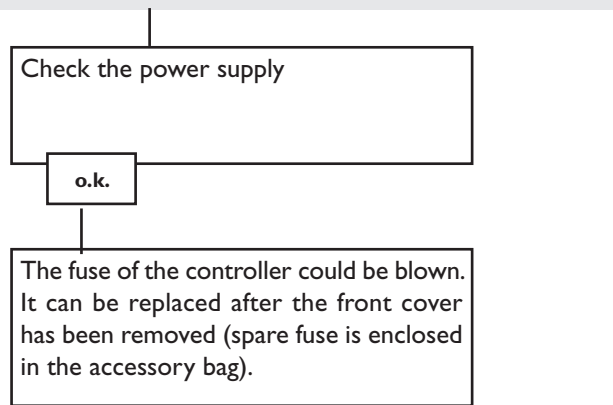 Check the power supply
o.k.
The fuse of the controller could be blown.
It can be replaced after the front cover
has been removed (spare fuse is enclosed
in the accessory bag).